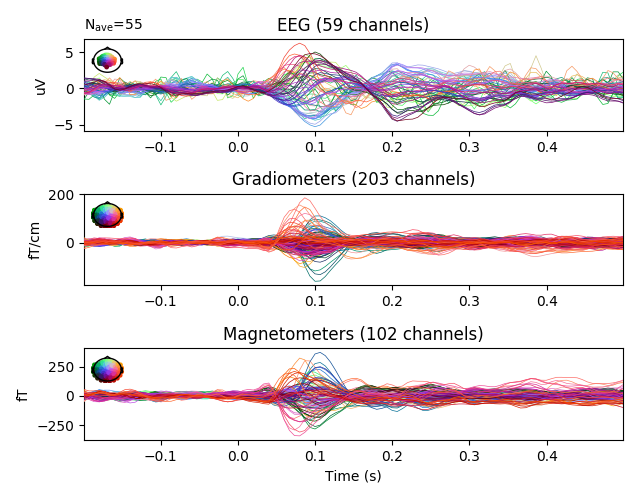 Nave=55
EEG (59 channels)
5
0
−5
uV
−0.1 0.0 0.1 0.2 0.3 0.4
Gradiometers (203 channels)
200
0
fT/cm
−0.1 0.0 0.1 0.2 0.3 0.4
Magnetometers (102 channels)
250
0
−250
fT
−0.1 0.0 0.1 0.2 0.3 0.4
Time (s)